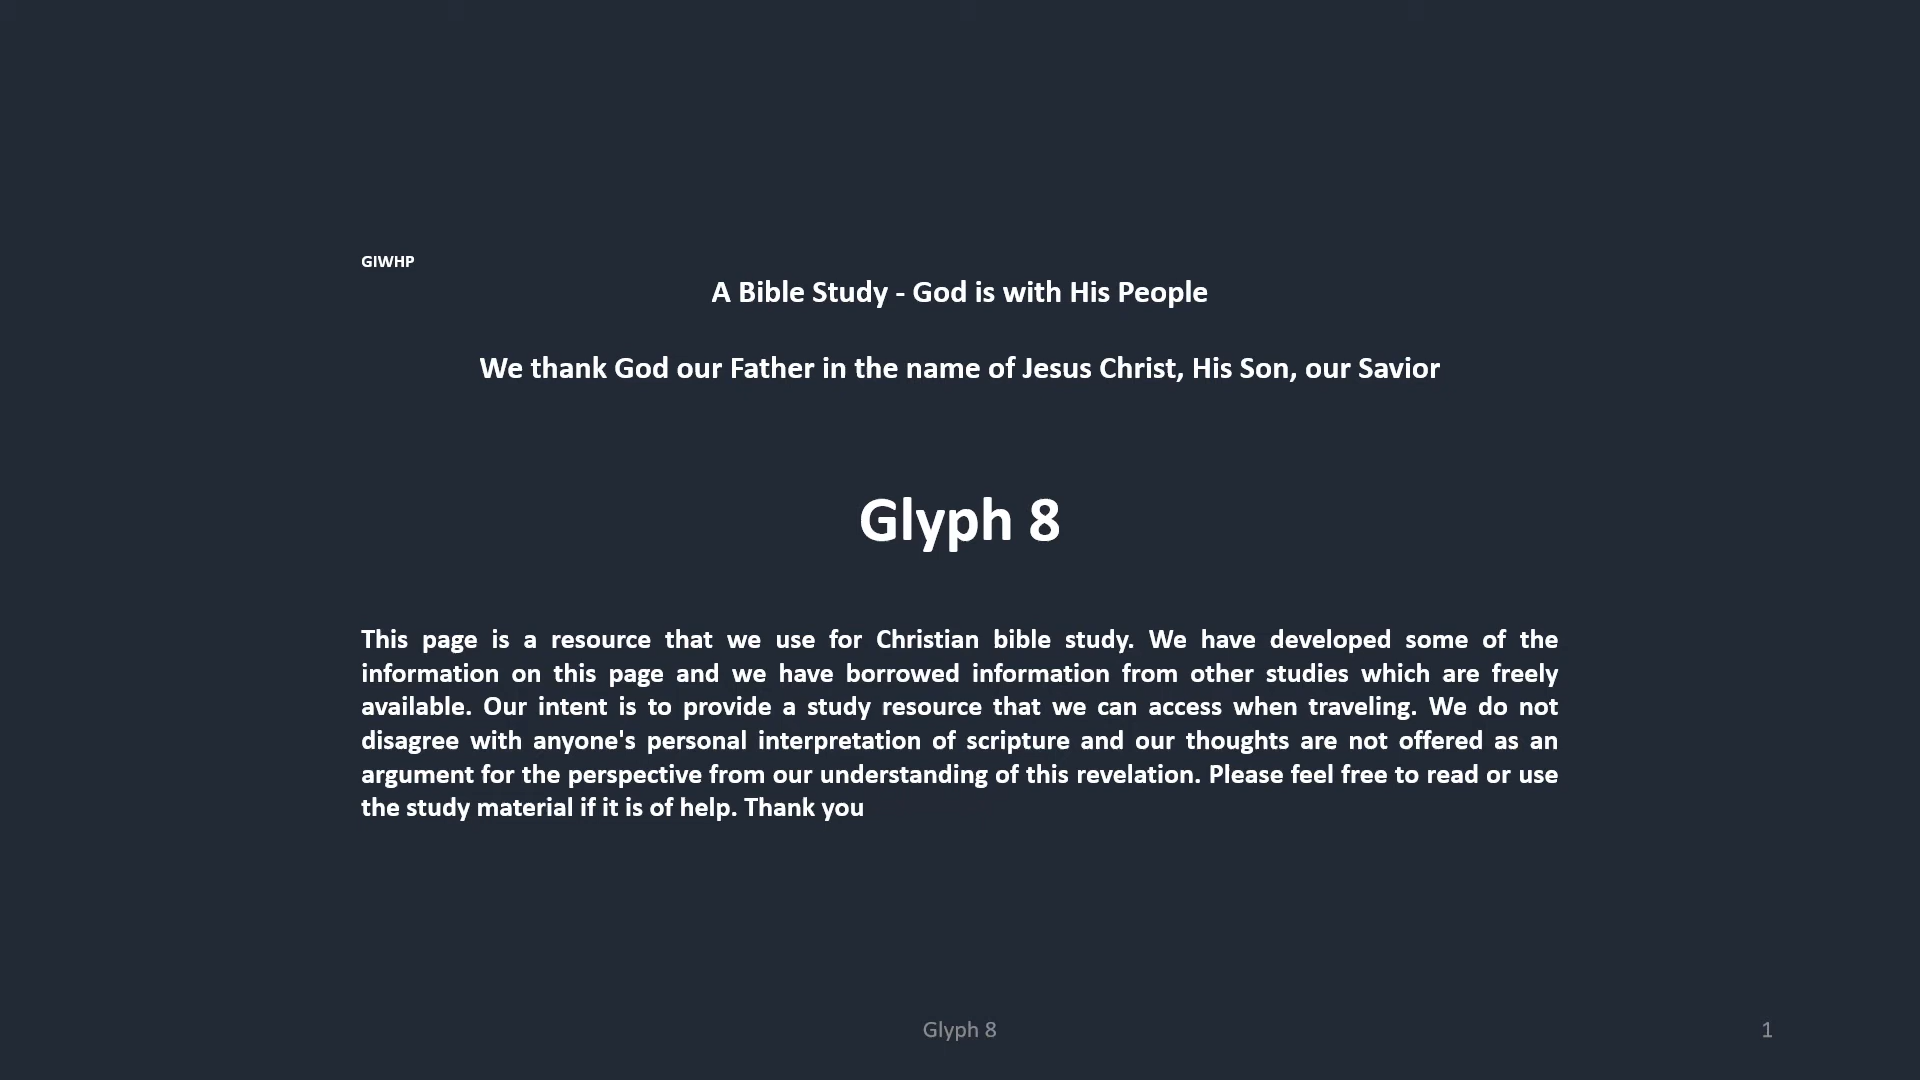 GIWHP
A Bible Study - God is with His People
We thank God our Father in the name of Jesus Christ, His Son, our Savior
Glyph 8
This page is a resource that we use for Christian bible study. We have developed some of the
information on this page and we have borrowed information from other studies which are freely
available. Our intent is to provide a study resource that we can access when traveling. We do not
disagree with anyone's personal interpretation of scripture and our thoughts are not offered as an
argument for the perspective from our understanding of this revelation. Please feel free to read or use
the study material if it is of help. Thank you
Glyph 8
1